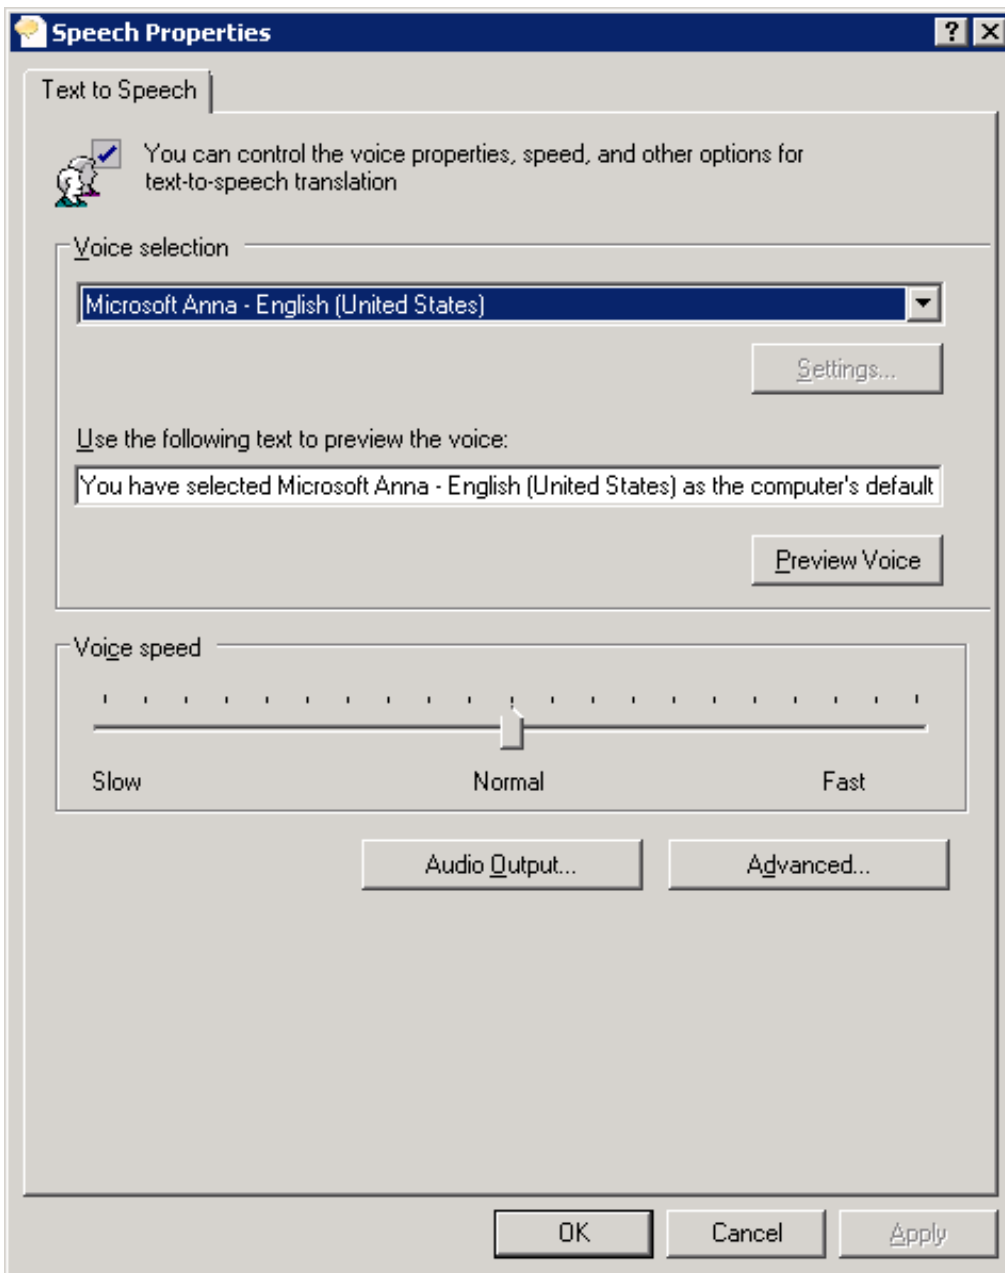 Speech Properties
Text to Speech
You can control the voice properties, speed, and other options for
text-to-speech translation
Voice selection
Microsoft Anna - English (United States)
Settings...
Use the following text to preview the voice:
You have selected Microsoft Anna - English (United States) as the computer's default
Preview Voice
Voice speed
Slow Normal Fast
Audio Output... Advanced...
OK Cancel Apply